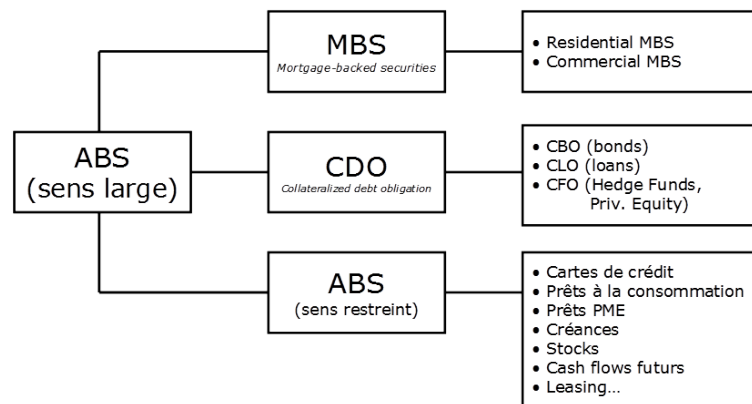 MBS
Mortgage-backed securities
• Residential MBS
• Commercial MBS
ABS
(sens large)
CDO
Collateralized debt obligation
• CBO (bonds)
• CLO (loans)
• CFO (Hedge Funds,
Priv. Equity)
ABS
(sens restreint)
• Cartes de crédit
• Prêts à la consommation
• Prêts PME
• Créances
• Stocks
• Cash flows futurs
• Leasing...